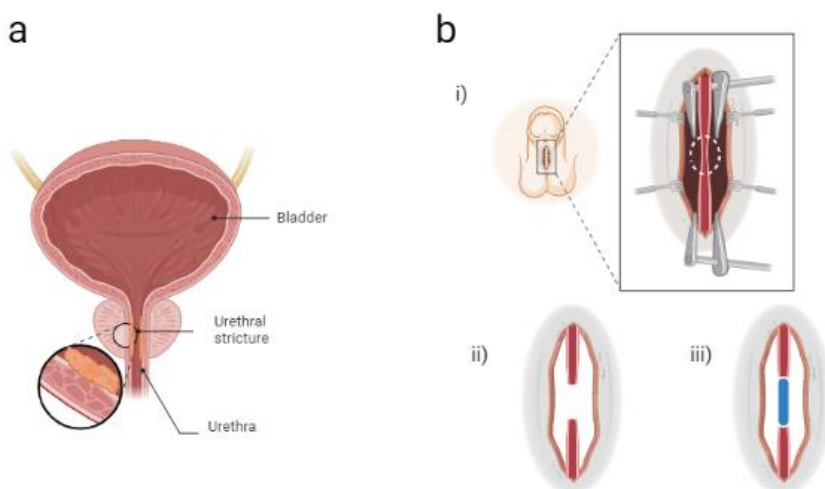 a
b
i)
Bladder
Urethral
stricture
Urethra
ii)
iii)